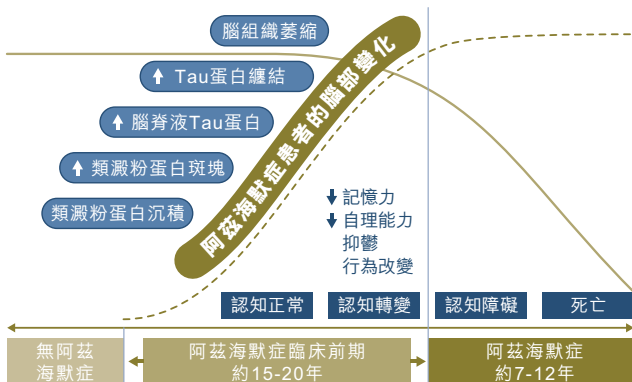 腦組織萎縮
Tau蛋白纏結
腦脊液Tau蛋白
類澱粉蛋白斑塊
類澱粉蛋白沉積
阿茲海默症患者的腦部變化
記憶力
自理能力
抑鬱
行為改變
認知正常
認知轉變
認知障礙
死亡
無阿茲
海默症
阿茲海默症臨床前期
約15-20年
阿茲海默症
約7-12年